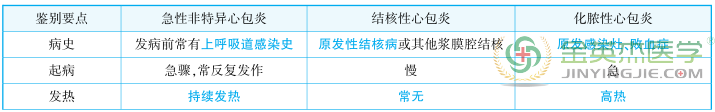 鉴别要点 急性非特异心包炎 结核性心包炎 化脓性心包炎
病史 发病前常有上呼吸道感染史 原发性结核病或其他浆膜腔结核 原发感染灶、败血症
起病 急骤,常反复发作 慢 急
发热 持续发热 常无 高热
金英杰医学
JINYINGJIE.COM